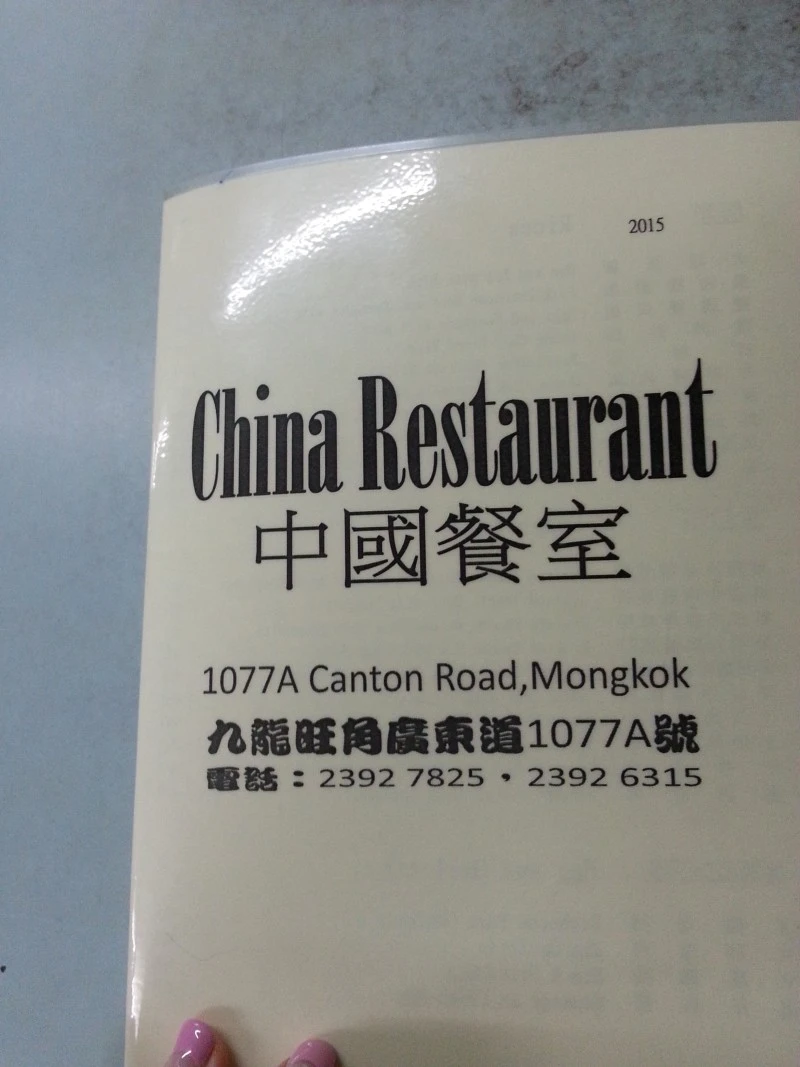 2015
China Restaurant
中國餐室
1077A Canton Road,Mongkok
九龍旺角廣東道1077A號
電話：2392 7825，2392 6315